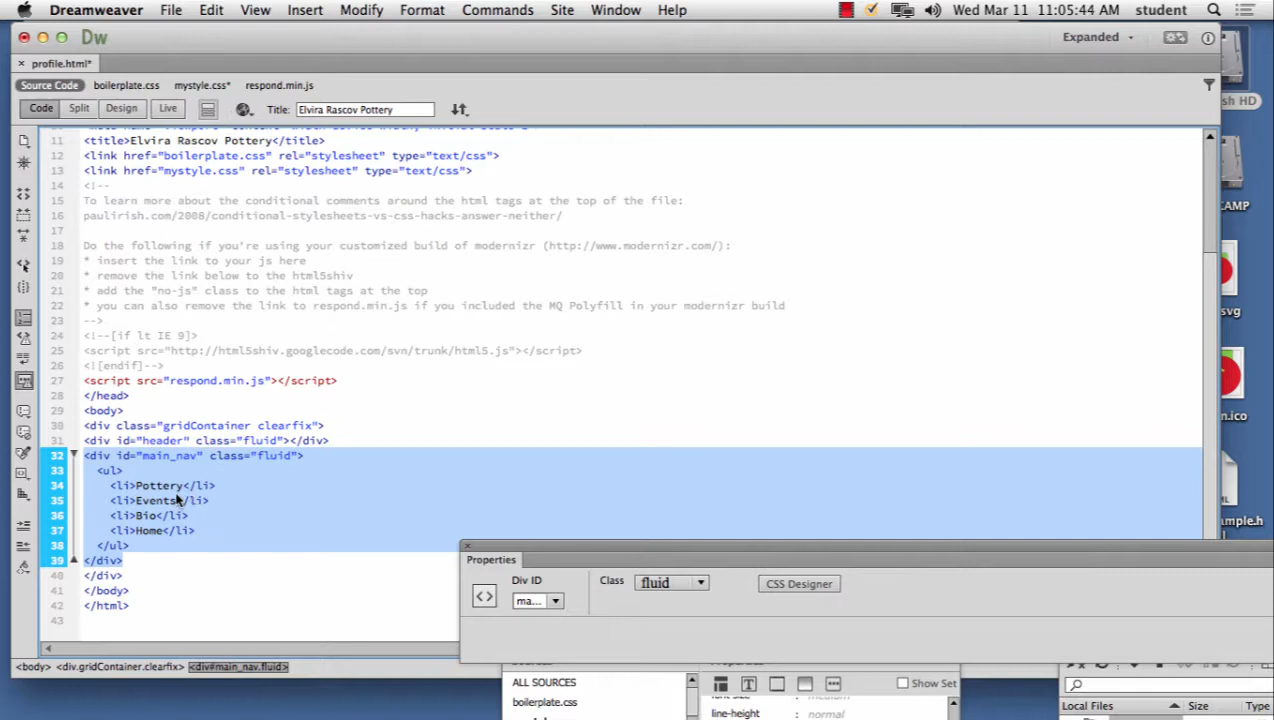 Dreamweaver File Edit View Insert Modify Format Commands Site Window Help Wed Mar 11 11:05:44 AM student
Dw Expanded
× profile.html*
Source Code boilerplate.css mystyle.css* respond.min.js
Code Split Design Live Title: Elvira Rascov Pottery
11 <title>Elvira Rascov Pottery</title>
12 <link href="boilerplate.css" rel="stylesheet" type="text/css">
13 <link href="mystyle.css" rel="stylesheet" type="text/css">
14 <!--
15 To learn more about the conditional comments around the html tags at the top of the file:
16 paulirish.com/2008/conditional-stylesheets-vs-css-hacks-answer-neither/
17
18 Do the following if you're using your customized build of modernizr (http://www.modernizr.com/):
19 * insert the link to your js here
20 * remove the link below to the html5shiv
21 * add the "no-js" class to the html tags at the top
22 * you can also remove the link to respond.min.js if you included the MQ Polyfill in your modernizr build
23 -->
24 <!--[if lt IE 9]>
25 <script src="http://html5shiv.googlecode.com/svn/trunk/html5.js"></script>
26 <![endif]-->
27 <script src="respond.min.js"></script>
28 </head>
29 <body>
30 <div class="gridContainer clearfix">
31 <div id="header" class="fluid"></div>
32 <div id="main_nav" class="fluid">
33 <ul>
34 <li>Pottery</li>
35 <li>Events</li>
36 <li>Bio</li>
37 <li>Home</li>
38 </ul>
39 </div>
40 </div>
41 </body>
42 </html>
43
<body> <div.gridContainer.clearfix> <div#main_nav.fluid>
Properties
Div ID
ma...
Class fluid
CSS Designer
ALL SOURCES
boilerplate.css
Show Set
line-height : normal
Local Files Size Type
HD
CAMP
svg
n.ico
ample.h